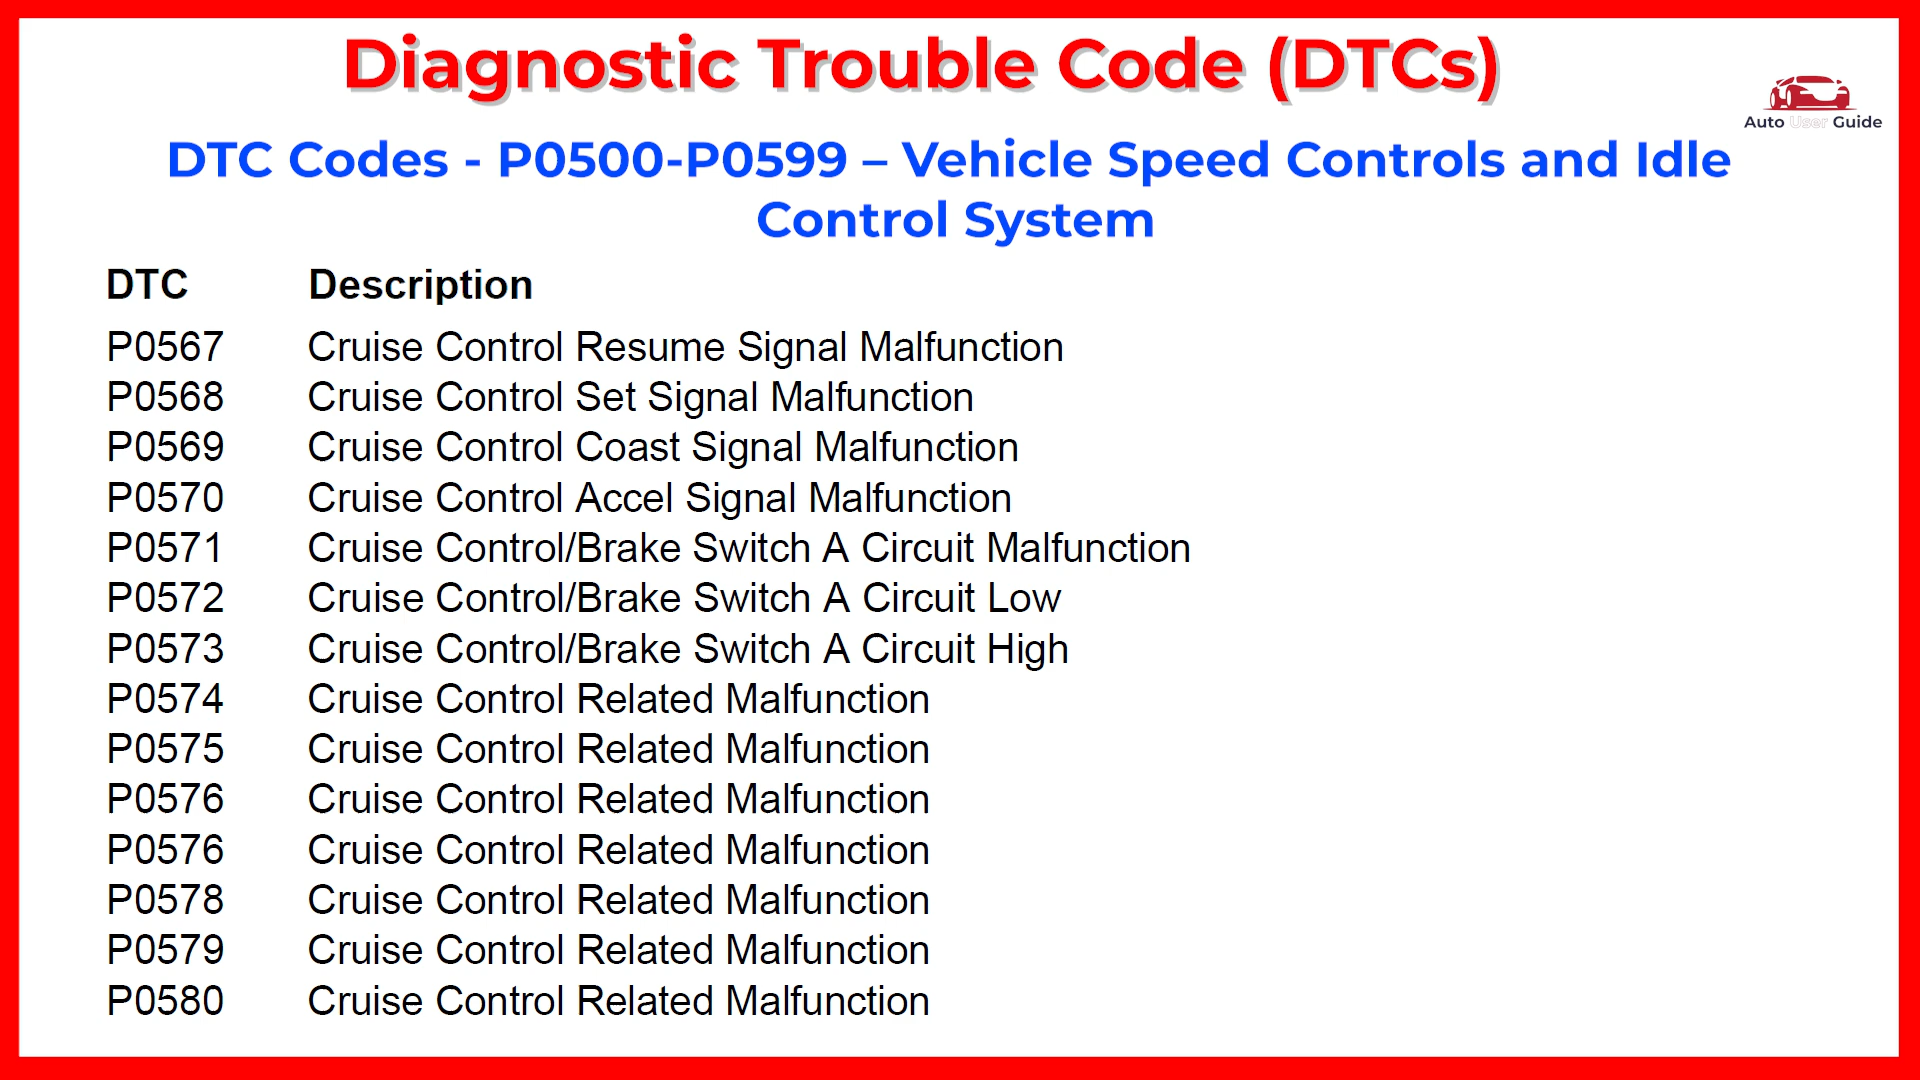 Diagnostic Trouble Code (DTCs)
Auto User Guide
DTC Codes - P0500-P0599 – Vehicle Speed Controls and Idle
Control System
DTC Description
P0567 Cruise Control Resume Signal Malfunction
P0568 Cruise Control Set Signal Malfunction
P0569 Cruise Control Coast Signal Malfunction
P0570 Cruise Control Accel Signal Malfunction
P0571 Cruise Control/Brake Switch A Circuit Malfunction
P0572 Cruise Control/Brake Switch A Circuit Low
P0573 Cruise Control/Brake Switch A Circuit High
P0574 Cruise Control Related Malfunction
P0575 Cruise Control Related Malfunction
P0576 Cruise Control Related Malfunction
P0576 Cruise Control Related Malfunction
P0578 Cruise Control Related Malfunction
P0579 Cruise Control Related Malfunction
P0580 Cruise Control Related Malfunction